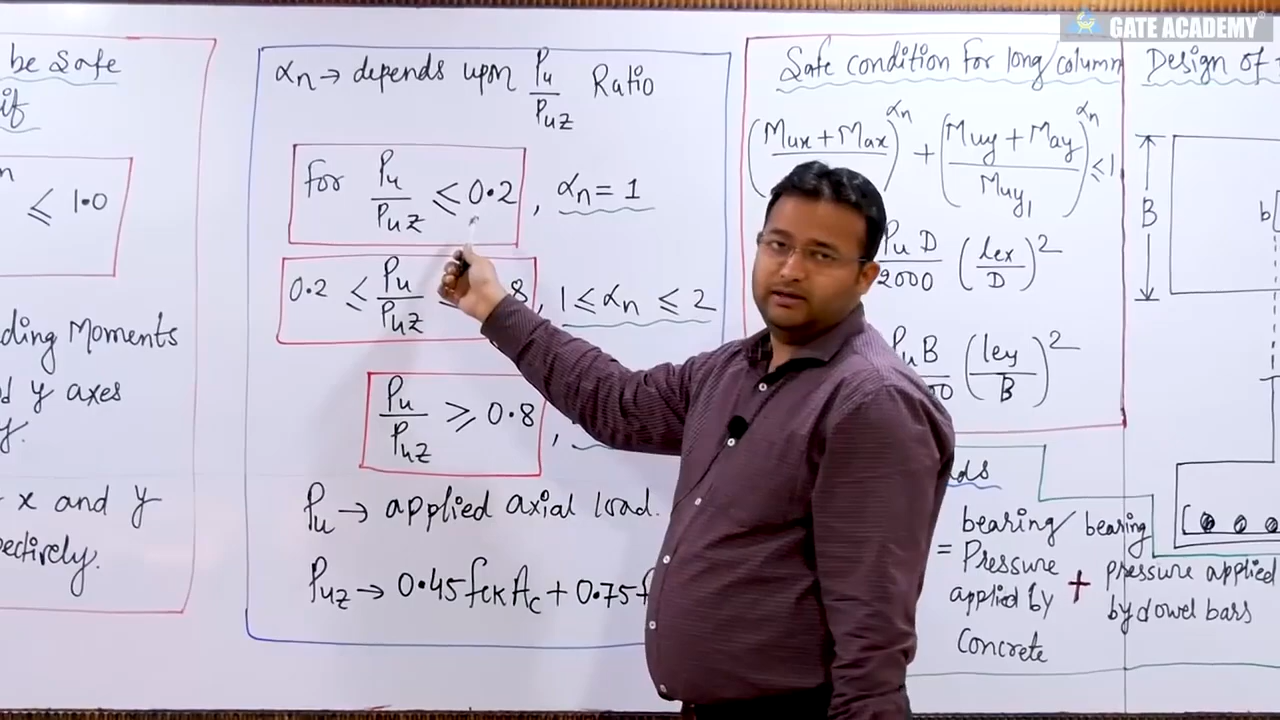 GATE ACADEMY
be Safe
if
≤ 1.0
ding Moments
y axes
x and y
ectively.
αn → depends upon Pu/Puz Ratio
For Pu/Puz ≤ 0.2, αn = 1
0.2 ≤ Pu/Puz 8, 1 ≤ αn ≤ 2
Pu/Puz ≥ 0.8,
Pu → applied axial load.
Puz → 0.45 fck Ac + 0.75 f
Safe condition for long column
(Mux + Max)^αn + (Muy + May / Muy1)^αn ≤ 1
Pu D/2000 (lex/D)²
Pu B/ 00 (ley/B)²
ds
= bearing Pressure applied by Concrete + bearing pressure applied by dowel bars
Design of
B
b